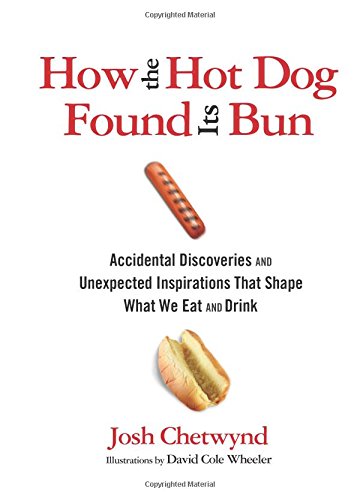 Copyrighted Material
How the Hot Dog
Found Its Bun
Accidental Discoveries AND
Unexpected Inspirations That Shape
What We Eat AND Drink
Josh Chetwynd
Illustrations by David Cole Wheeler
Copyrighted Material